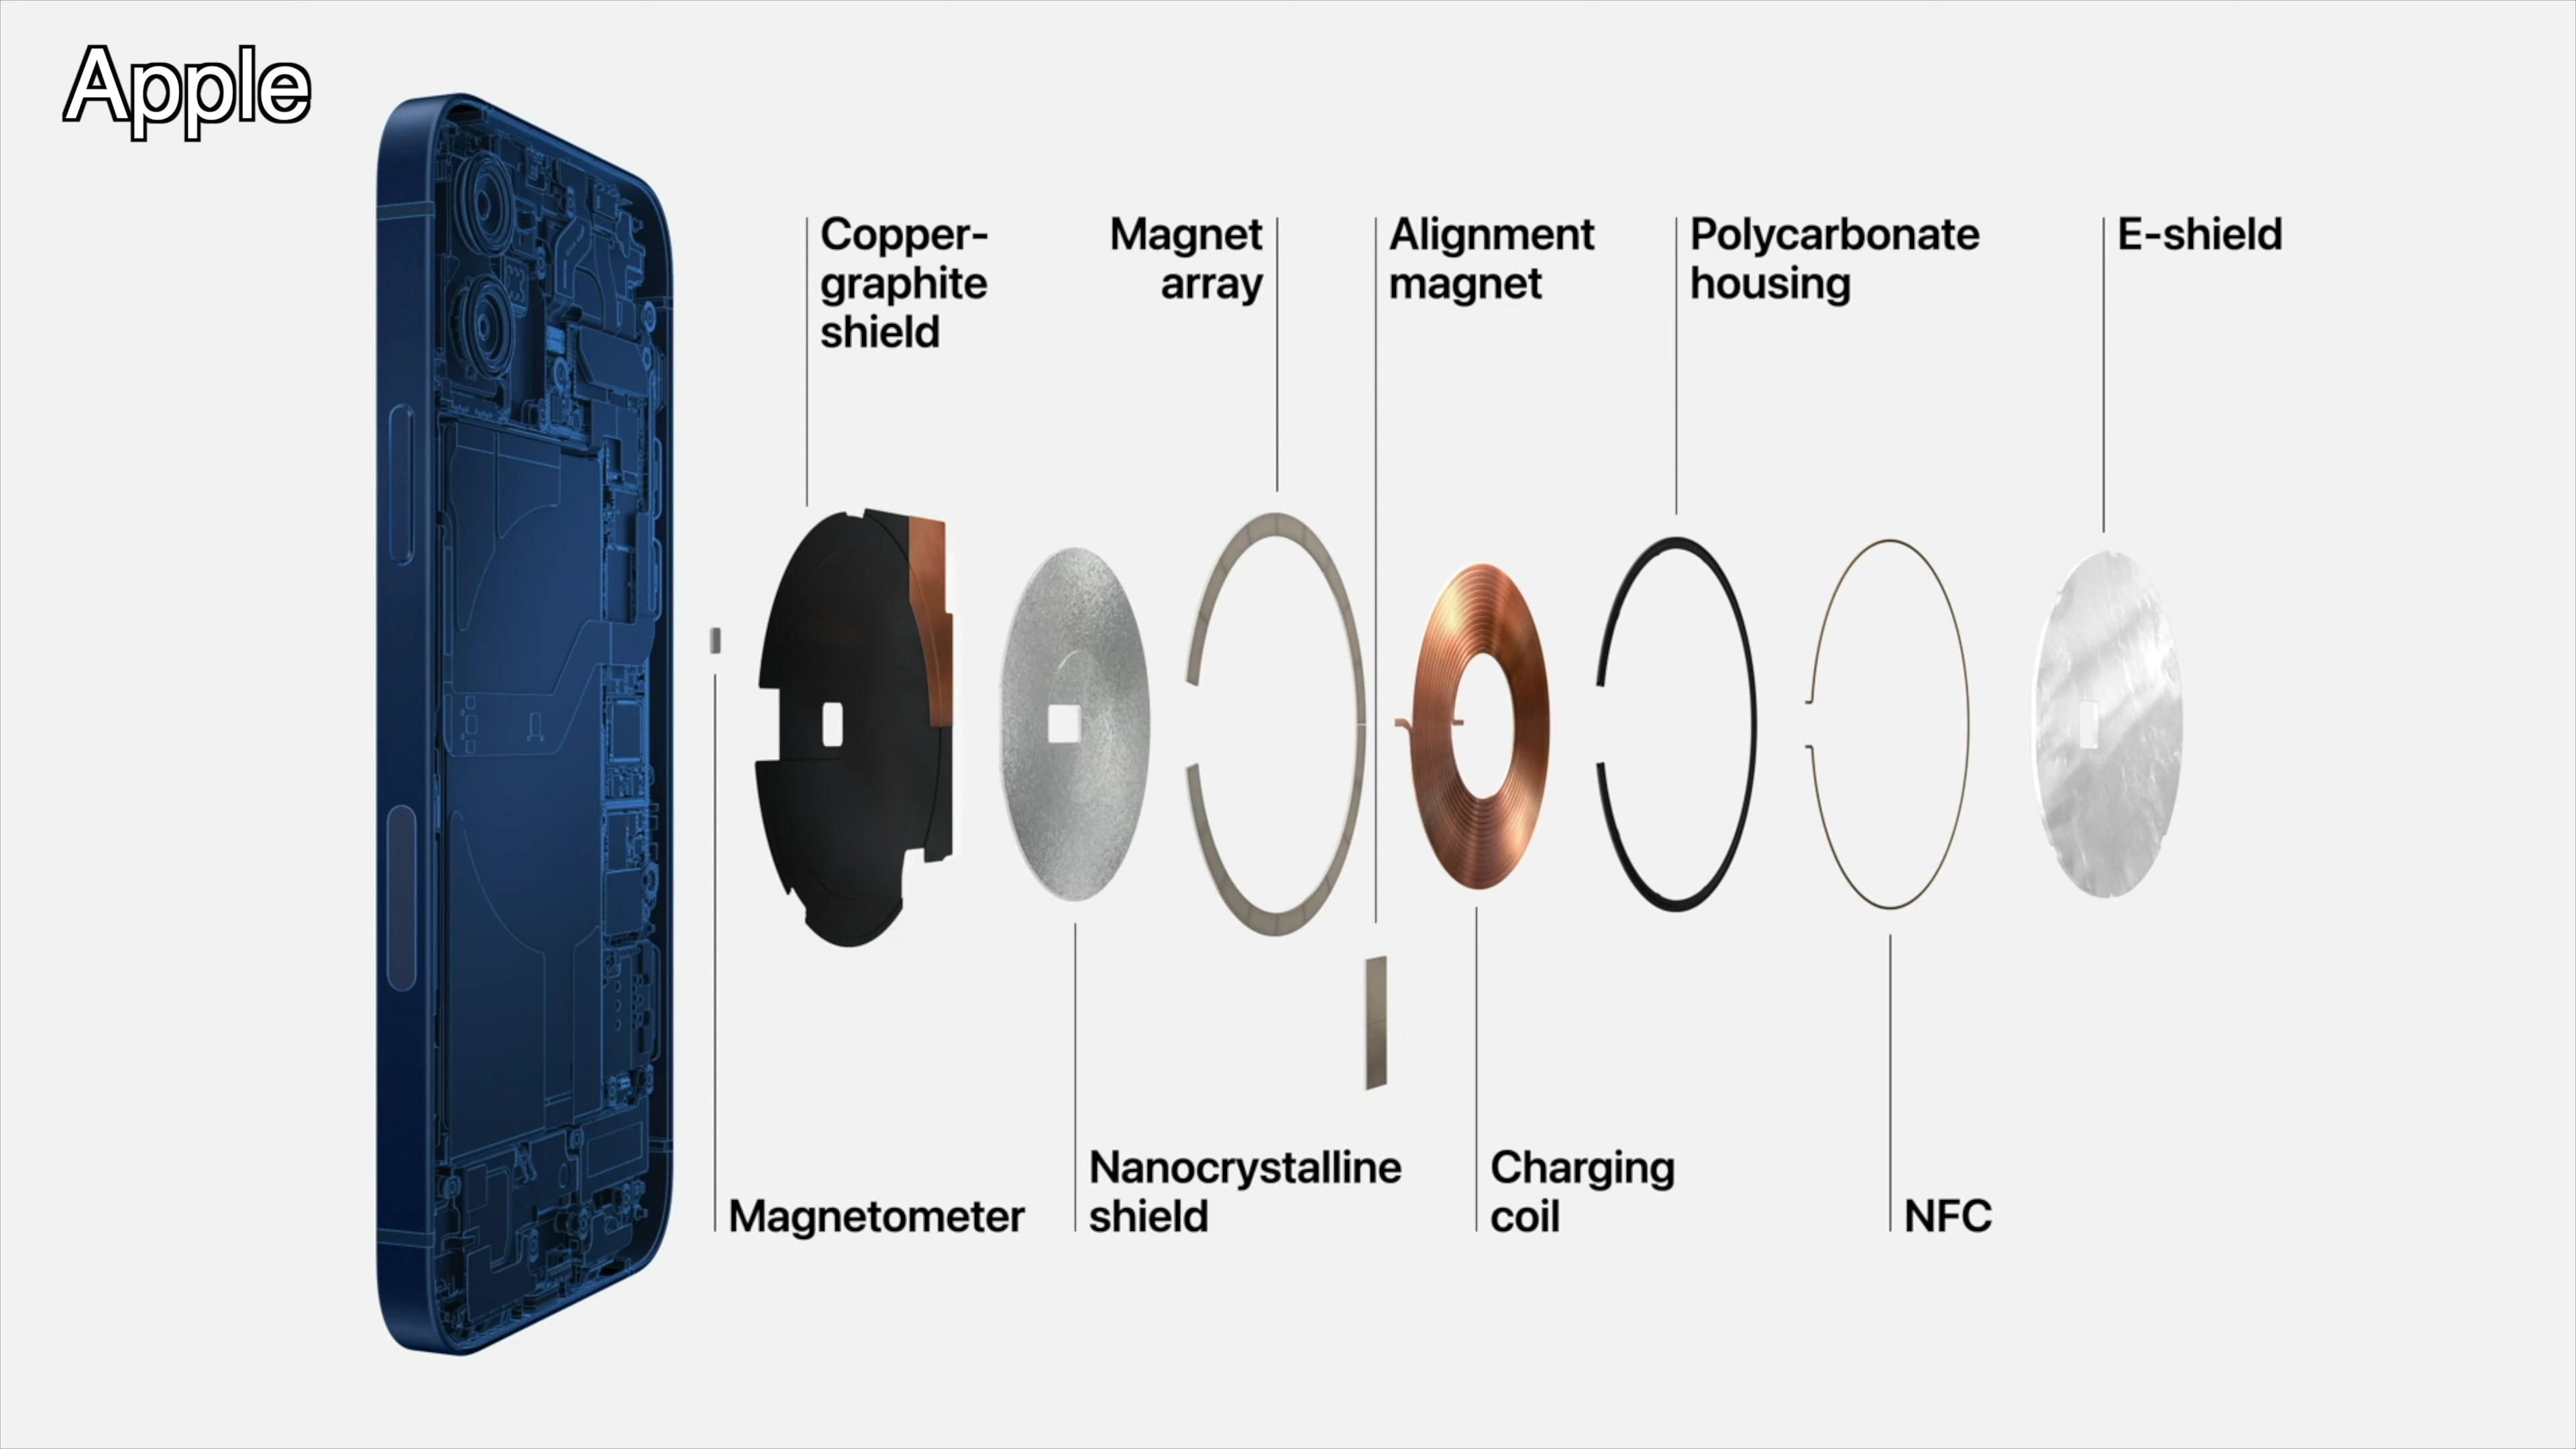 Apple
Copper-
graphite
shield
Magnet
array
Alignment
magnet
Polycarbonate
housing
E-shield
Magnetometer
Nanocrystalline
shield
Charging
coil
NFC